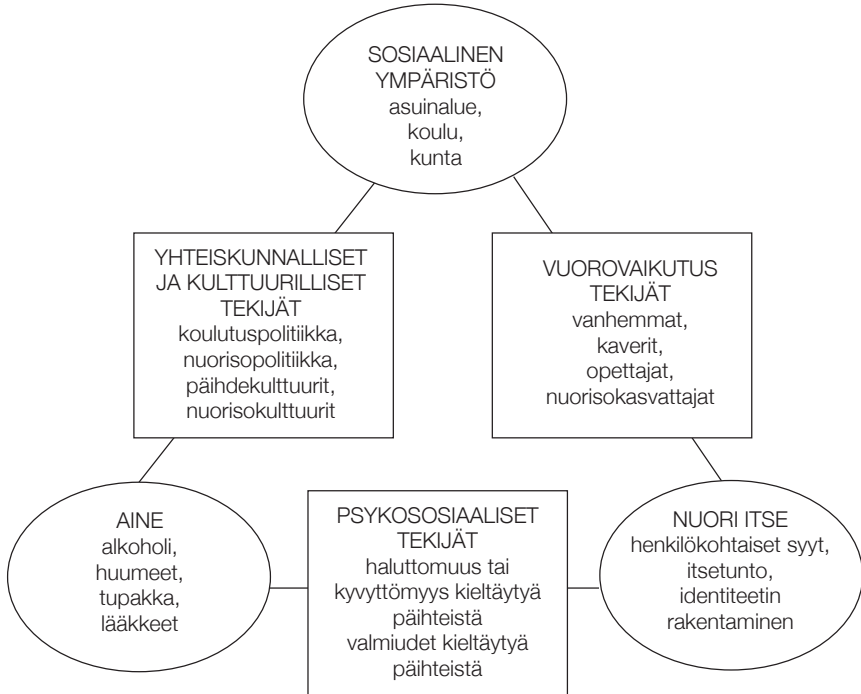 SOSIAALINEN
YMPÄRISTÖ
asuinalue,
koulu,
kunta
YHTEISKUNNALLISET
JA KULTTUURILLISET
TEKIJÄT
koulutuspolitiikka,
nuorisopolitiikka,
päihdekulttuurit,
nuorisokulttuurit
VUOROVAIKUTUS
TEKIJÄT
vanhemmat,
kaverit,
opettajat,
nuorisokasvattajat
AINE
alkoholi,
huumeet,
tupakka,
lääkkeet
PSYKOSOSIAALISET
TEKIJÄT
haluttomuus tai
kyvyttömyys kieltäytyä
päihteistä
valmiudet kieltäytyä
päihteistä
NUORI ITSE
henkilökohtaiset syyt,
itsetunto,
identiteetin
rakentaminen